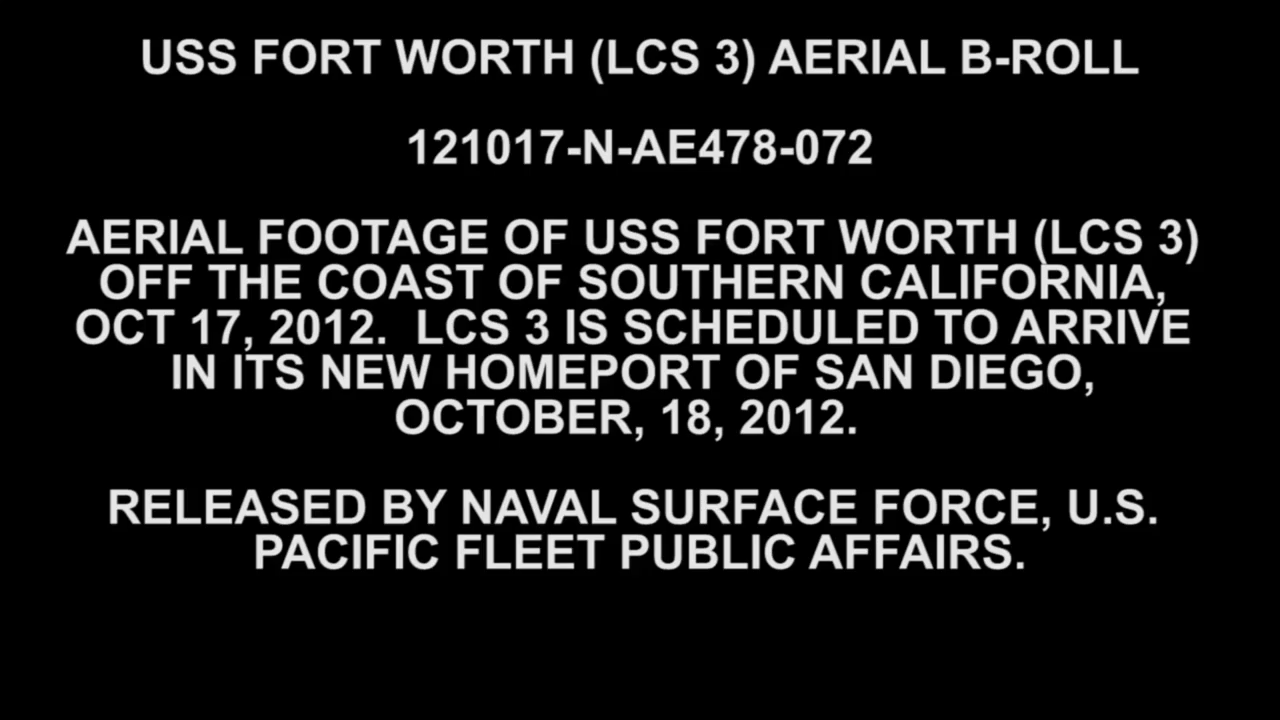 USS FORT WORTH (LCS 3) AERIAL B-ROLL
121017-N-AE478-072
AERIAL FOOTAGE OF USS FORT WORTH (LCS 3)
OFF THE COAST OF SOUTHERN CALIFORNIA,
OCT 17, 2012.  LCS 3 IS SCHEDULED TO ARRIVE
IN ITS NEW HOMEPORT OF SAN DIEGO,
OCTOBER, 18, 2012.
RELEASED BY NAVAL SURFACE FORCE, U.S.
PACIFIC FLEET PUBLIC AFFAIRS.